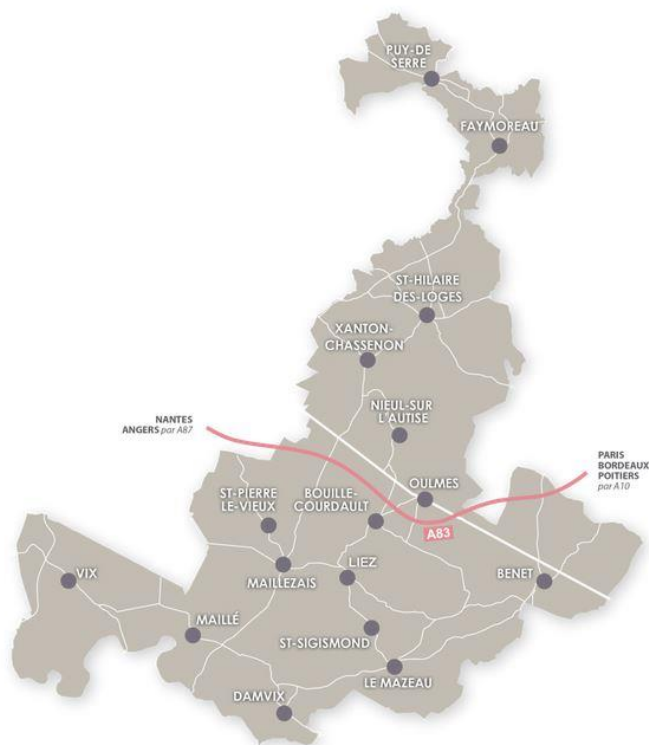 PUY-DE
SERRE
FAYMOREAU
ST-HILAIRE
DES-LOGES
XANTON-
CHASSENON
NIEUL-SUR
L'AUTISE
NANTES
ANGERS par A87
PARIS
BORDEAUX
POITIERS
par A10
OULMES
ST-PIERRE
LE-VIEUX
BOUILLE-
COURDAULT
A83
VIX
MAILLEZAIS
LIEZ
BENET
MAILLÉ
ST-SIGISMOND
LE MAZEAU
DAMVIX